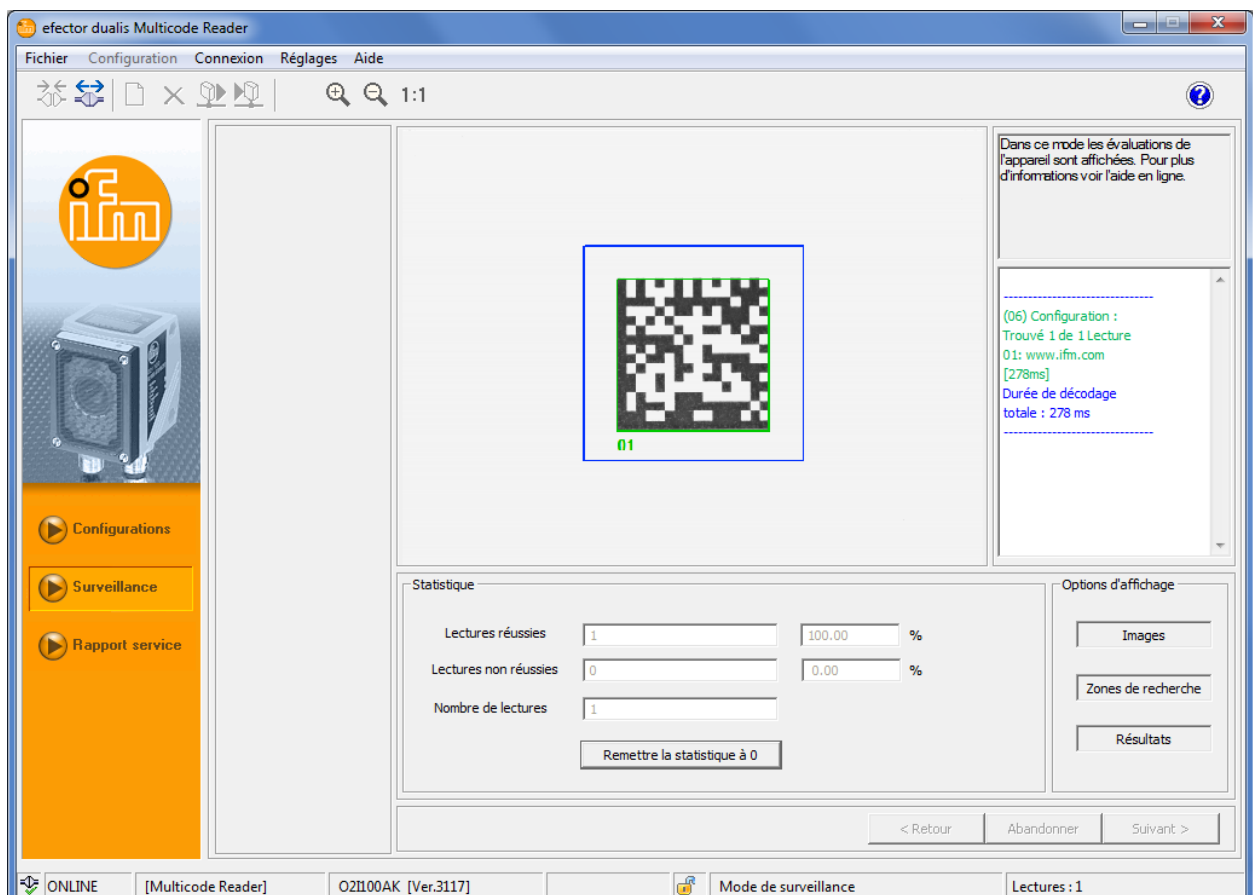 efector dualis Multicode Reader
Fichier Configuration Connexion Réglages Aide
1:1
ifm
Dans ce mode les évaluations de
l'appareil sont affichées. Pour plus
d'informations voir l'aide en ligne.
-------------------------------
(06) Configuration :
Trouvé 1 de 1 Lecture
01: www.ifm.com
[278ms]
Durée de décodage
totale : 278 ms
-------------------------------
01
Configurations
Surveillance
Rapport service
Statistique
Lectures réussies 1 100.00 %
Lectures non réussies 0 0.00 %
Nombre de lectures 1
Remettre la statistique à 0
Options d'affichage
Images
Zones de recherche
Résultats
< Retour Abandonner Suivant >
ONLINE [Multicode Reader] O2I100AK [Ver.3117] Mode de surveillance Lectures : 1